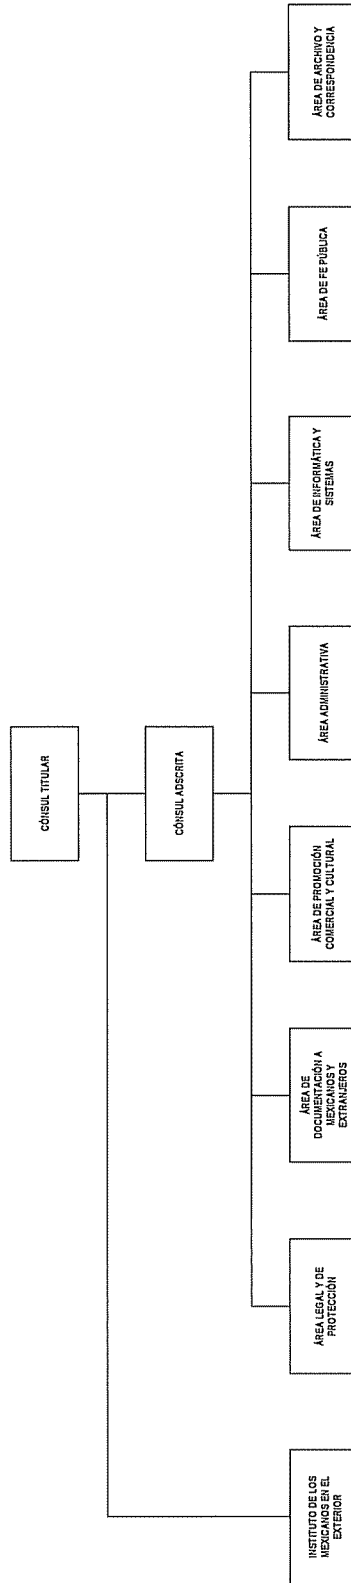 CÓNSUL TITULAR
CÓNSUL ADSCRITA
INSTITUTO DE LOS
MEXICANOS EN EL
EXTERIOR
ÁREA LEGAL Y DE
PROTECCIÓN
ÁREA DE
DOCUMENTACIÓN A
MEXICANOS Y
EXTRANJEROS
ÁREA DE PROMOCIÓN
COMERCIAL Y CULTURAL
ÁREA ADMINISTRATIVA
ÁREA DE INFORMÁTICA Y
SISTEMAS
ÁREA DE FE PÚBLICA
ÁREA DE ARCHIVO Y
CORRESPONDENCIA